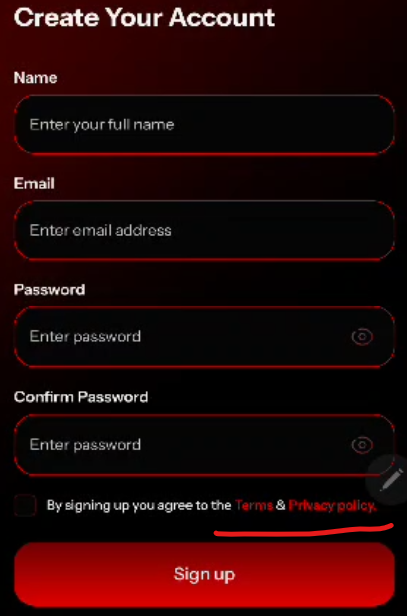 Create Your Account
Name
Enter your full name
Email
Enter email address
Password
Enter password
Confirm Password
Enter password
By signing up you agree to the Terms & Privacy policy.
Sign up